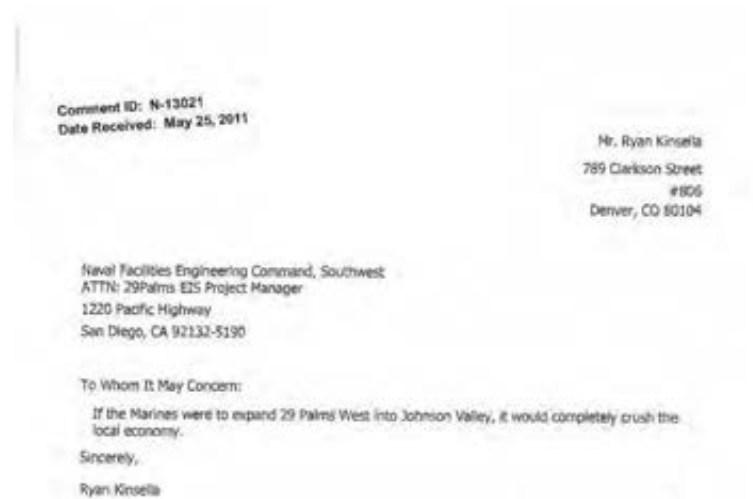 Comment ID: N-13021
Date Received: May 25, 2011
Mr. Ryan Kinsella
789 Clarkson Street
#806
Denver, CO 80104
Naval Facilities Engineering Command, Southwest
ATTN: 29Palms EIS Project Manager
1220 Pacific Highway
San Diego, CA 92132-5190
To Whom It May Concern:
If the Marines were to expand 29 Palms West into Johnson Valley, it would completely crush the
local economy.
Sincerely,
Ryan Kinsella